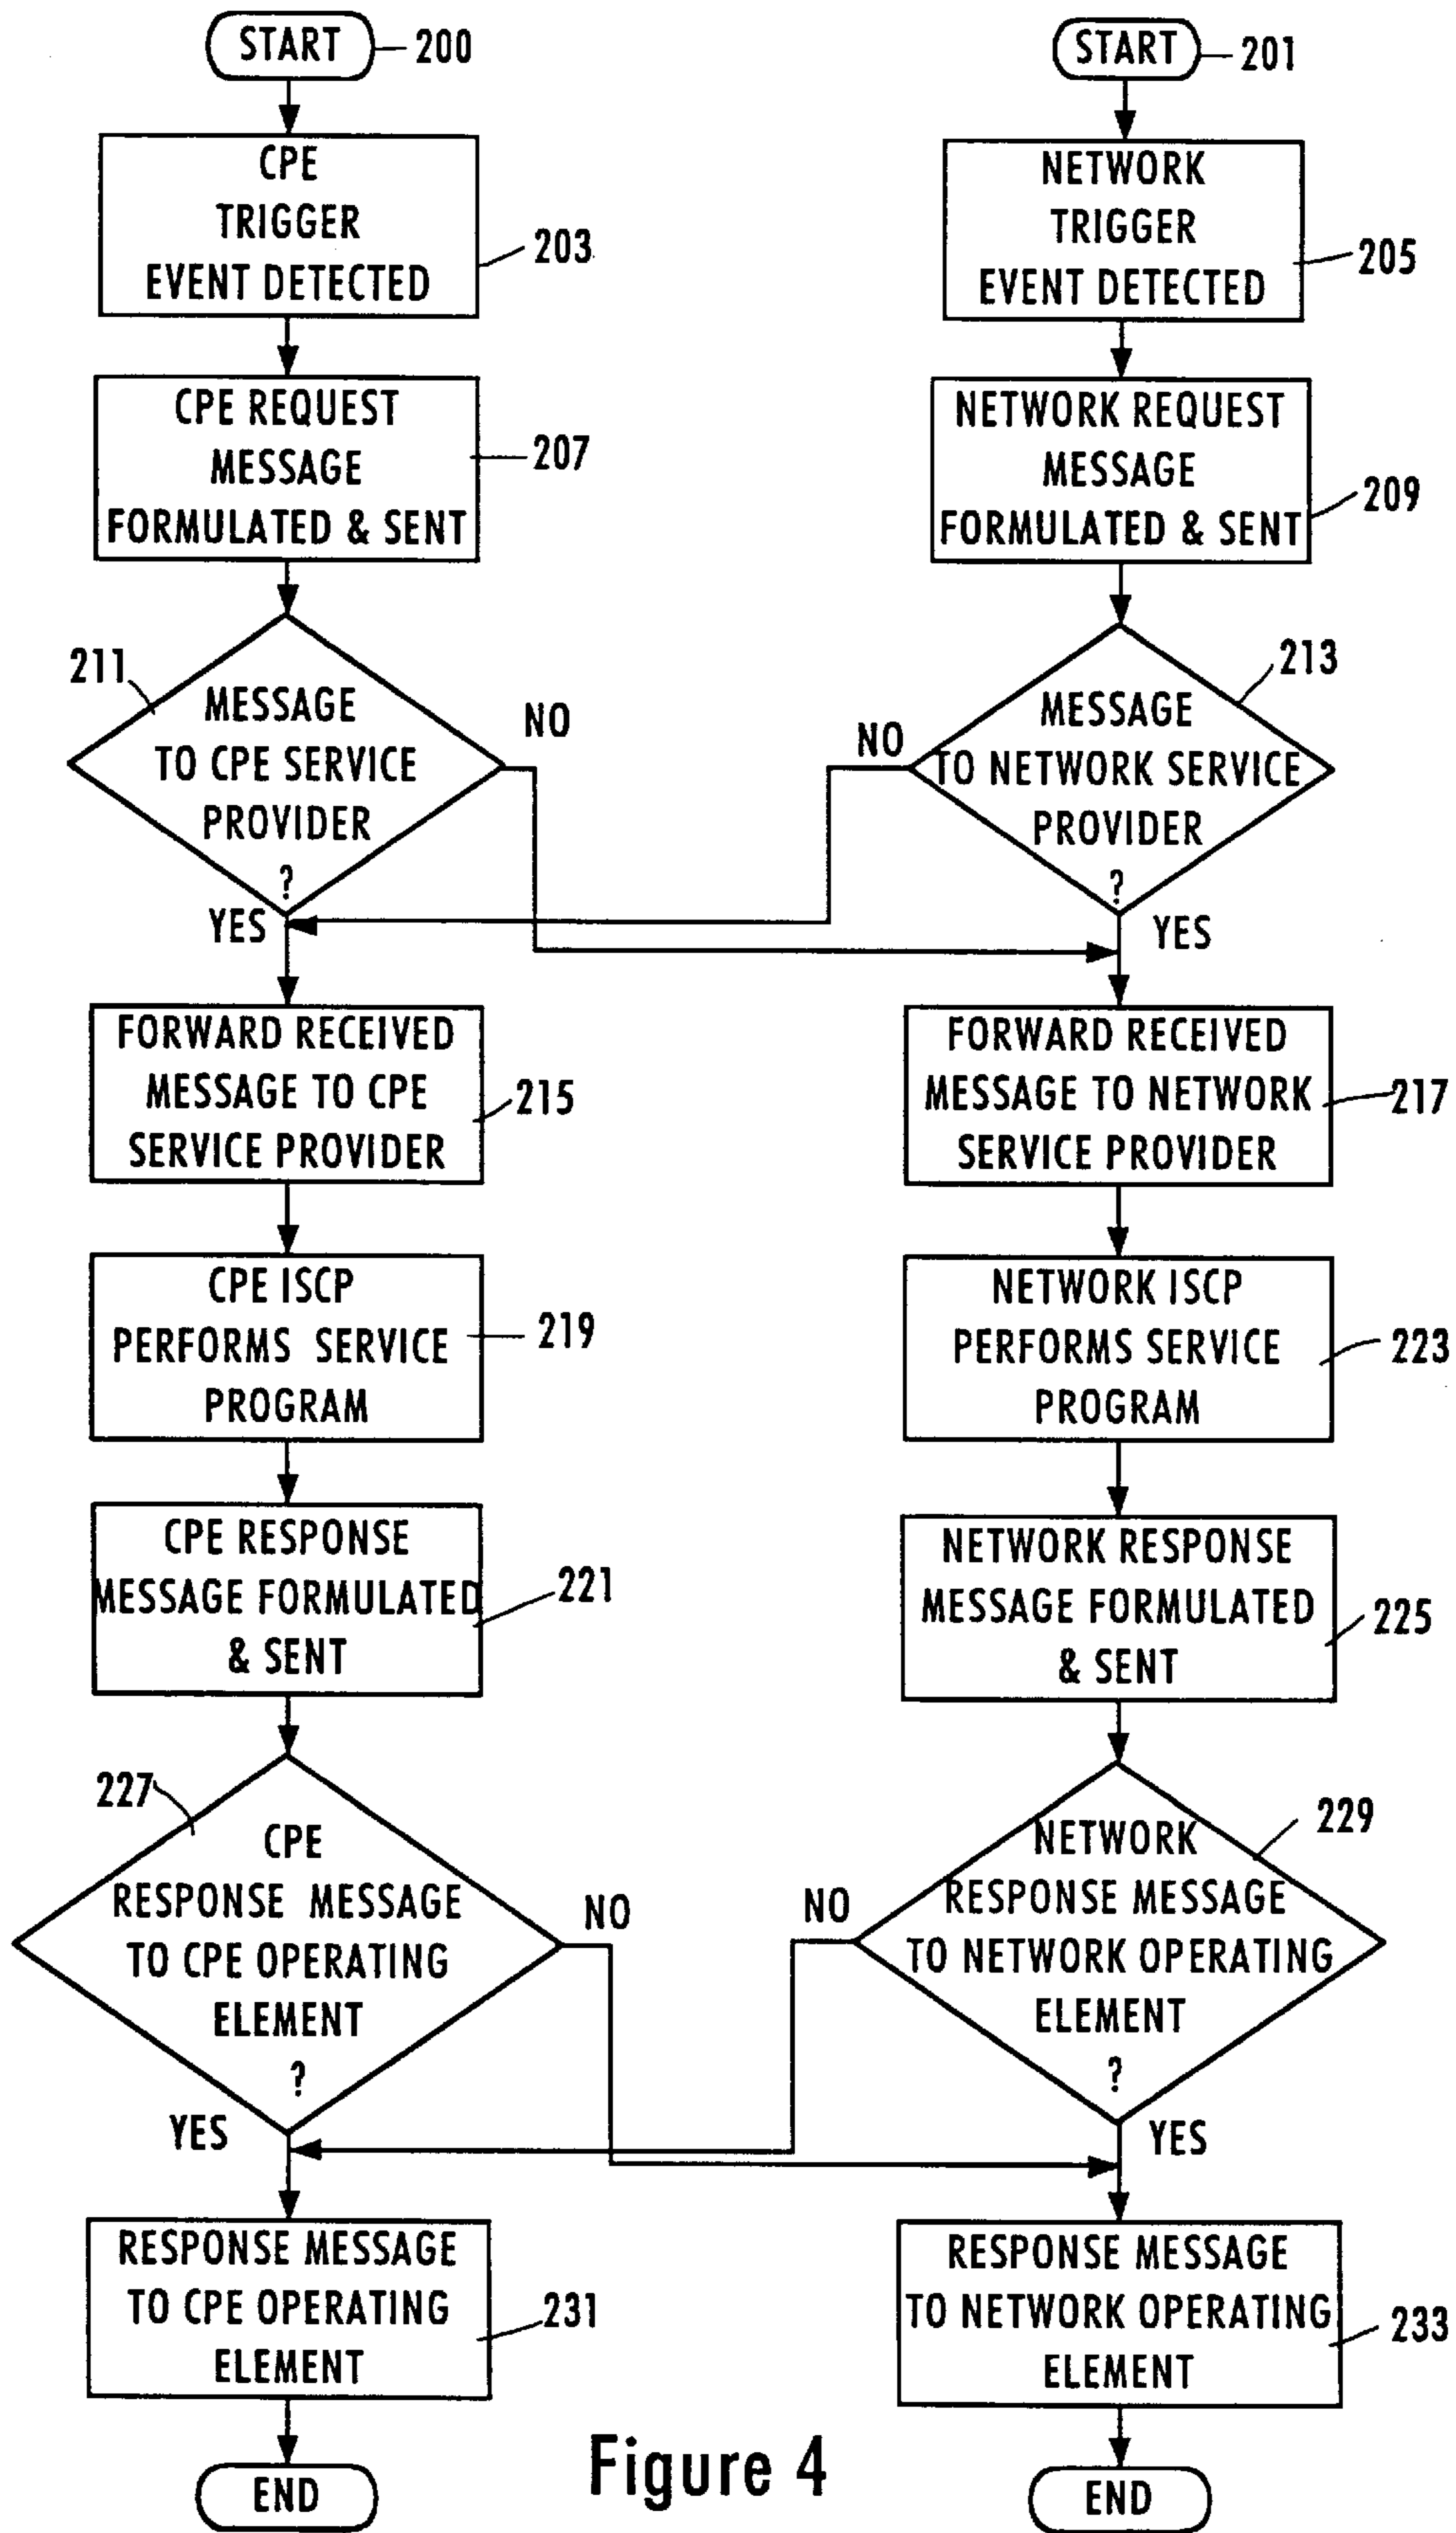 START
200
START
201
CPE
TRIGGER
EVENT DETECTED
203
NETWORK
TRIGGER
EVENT DETECTED
205
CPE REQUEST
MESSAGE
FORMULATED & SENT
207
NETWORK REQUEST
MESSAGE
FORMULATED & SENT
209
211
MESSAGE
TO CPE SERVICE
PROVIDER
?
NO
YES
213
MESSAGE
TO NETWORK SERVICE
PROVIDER
?
NO
YES
FORWARD RECEIVED
MESSAGE TO CPE
SERVICE PROVIDER
215
FORWARD RECEIVED
MESSAGE TO NETWORK
SERVICE PROVIDER
217
CPE ISCP
PERFORMS SERVICE
PROGRAM
219
NETWORK ISCP
PERFORMS SERVICE
PROGRAM
223
CPE RESPONSE
MESSAGE FORMULATED
& SENT
221
NETWORK RESPONSE
MESSAGE FORMULATED
& SENT
225
227
CPE
RESPONSE MESSAGE
TO CPE OPERATING
ELEMENT
?
NO
YES
229
NETWORK
RESPONSE MESSAGE
TO NETWORK OPERATING
ELEMENT
?
NO
YES
RESPONSE MESSAGE
TO CPE OPERATING
ELEMENT
231
RESPONSE MESSAGE
TO NETWORK OPERATING
ELEMENT
233
END
END
Figure 4